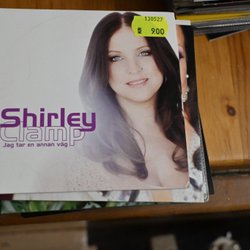 130527
900
Shirley
Clamp
Jag tar en annan väg